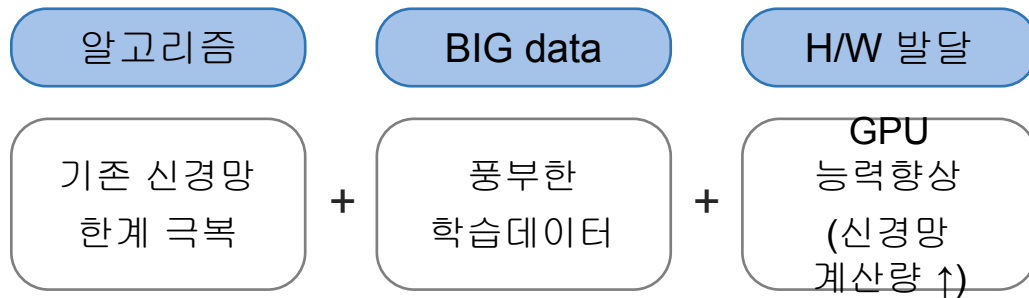 알고리즘
BIG data
H/W 발달
기존 신경망
한계 극복
+
풍부한
학습데이터
+
GPU
능력향상
(신경망
계산량 ↑)